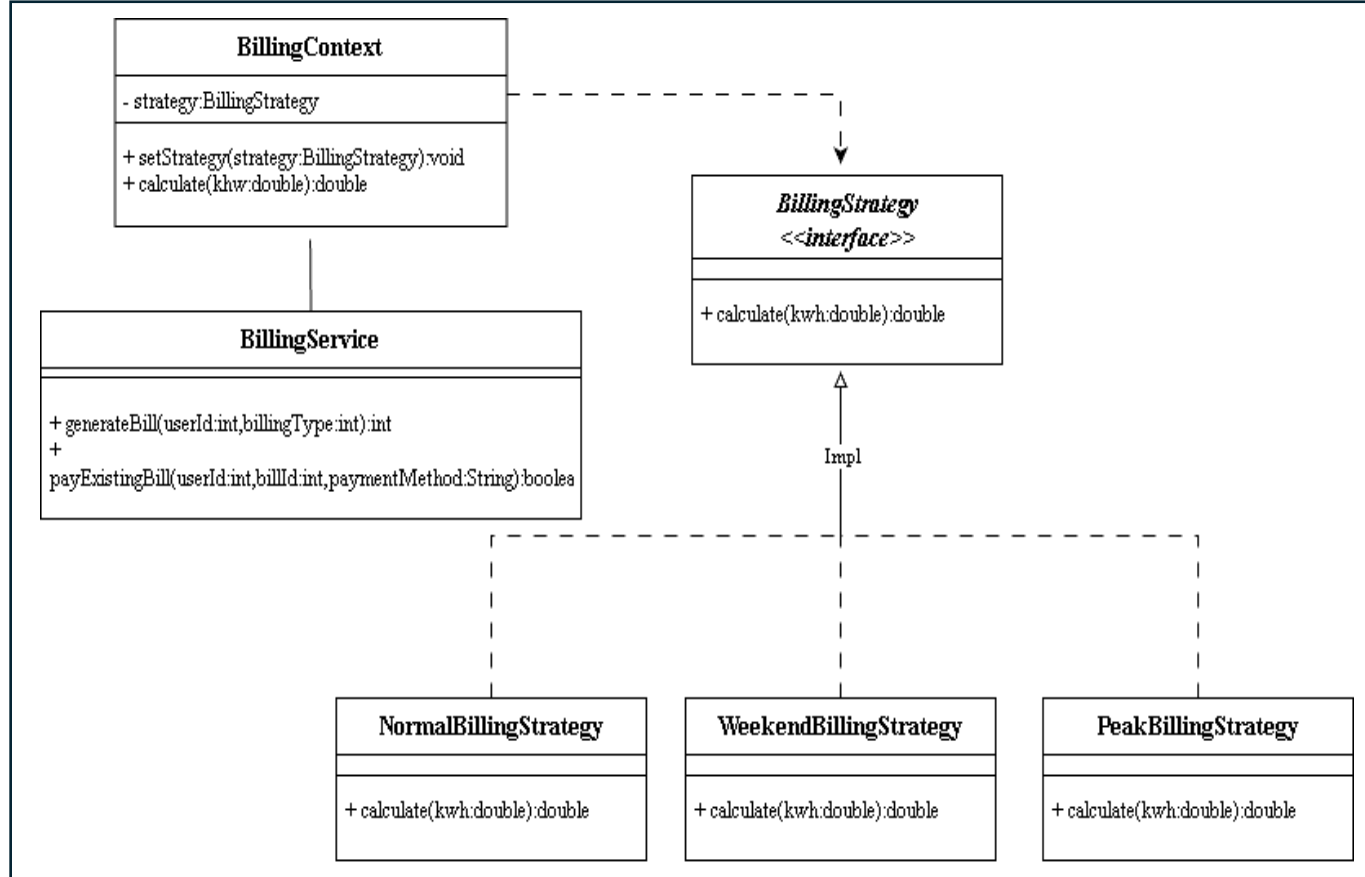 BillingContext
- strategy:BillingStrategy
+ setStrategy(strategy:BillingStrategy):void
+ calculate(khw:double):double
BillingStrategy
<<interface>>
+ calculate(kwh:double):double
BillingService
+ generateBill(userId:int,billingType:int):int
+
payExistingBill(userId:int,billId:int,paymentMethod:String):boolea
Impl
NormalBillingStrategy
+ calculate(kwh:double):double
WeekendBillingStrategy
+ calculate(kwh:double):double
PeakBillingStrategy
+ calculate(kwh:double):double